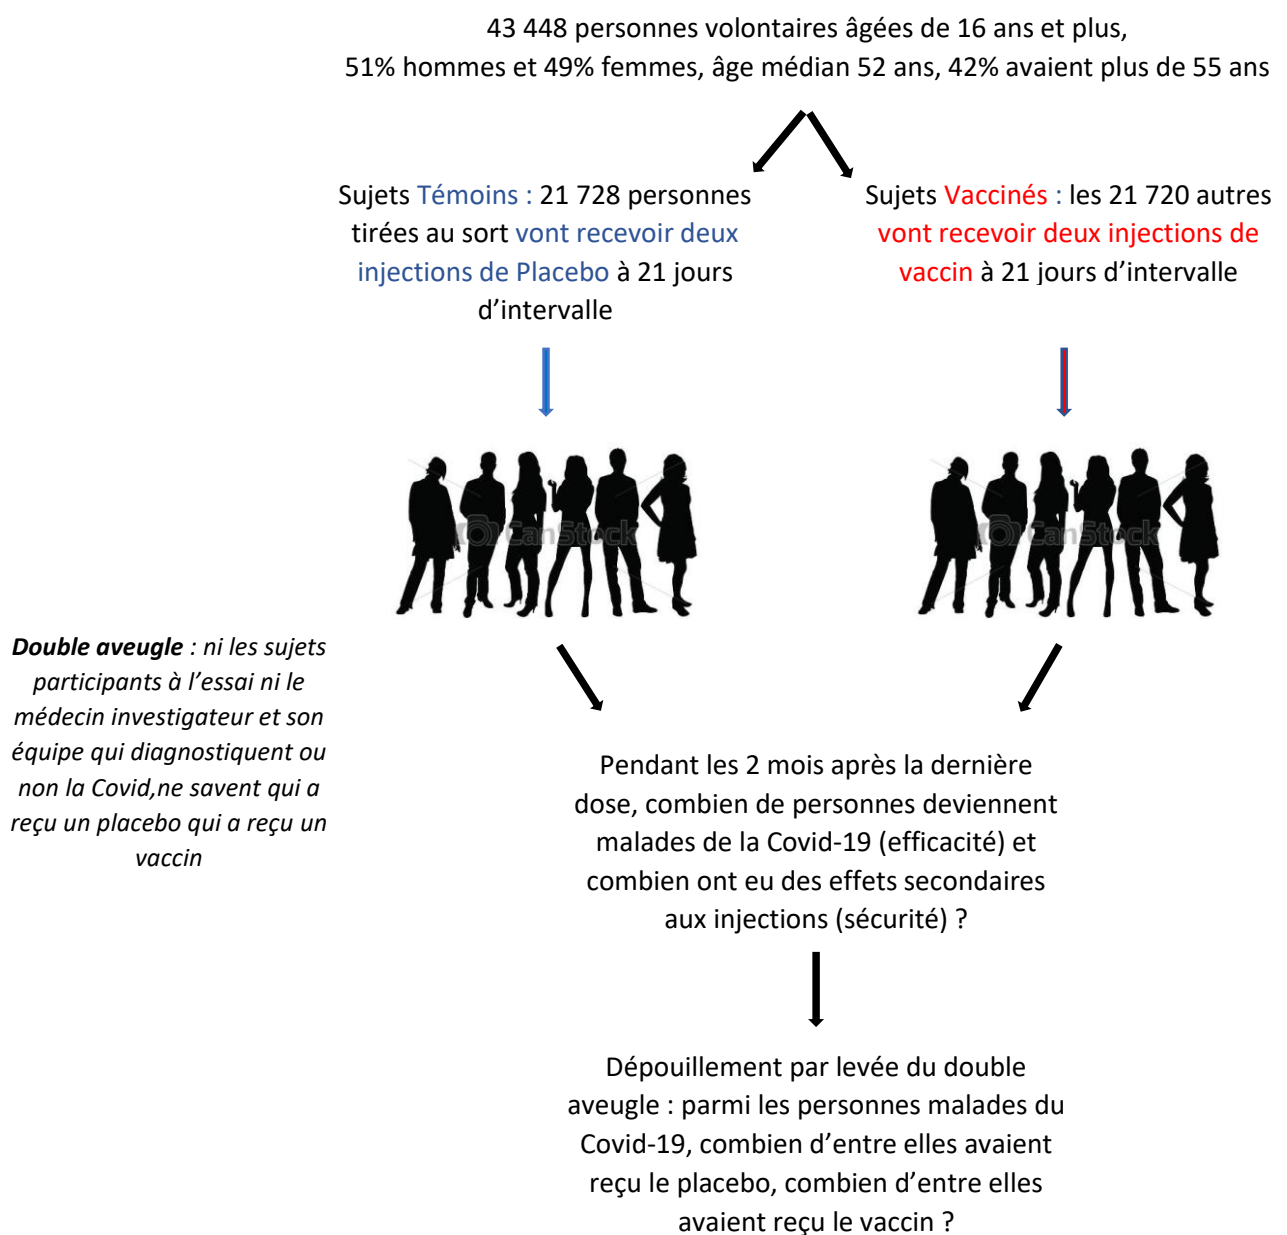 43 448 personnes volontaires âgées de 16 ans et plus,
51% hommes et 49% femmes, âge médian 52 ans, 42% avaient plus de 55 ans
Sujets Témoins : 21 728 personnes
tirées au sort vont recevoir deux
injections de Placebo à 21 jours
d’intervalle
Sujets Vaccinés : les 21 720 autres
vont recevoir deux injections de
vaccin à 21 jours d’intervalle
CanStock
CanStock
Double aveugle : ni les sujets
participants à l’essai ni le
médecin investigateur et son
équipe qui diagnostiquent ou
non la Covid,ne savent qui a
reçu un placebo qui a reçu un
vaccin
Pendant les 2 mois après la dernière
dose, combien de personnes deviennent
malades de la Covid-19 (efficacité) et
combien ont eu des effets secondaires
aux injections (sécurité) ?
Dépouillement par levée du double
aveugle : parmi les personnes malades du
Covid-19, combien d’entre elles avaient
reçu le placebo, combien d’entre elles
avaient reçu le vaccin ?